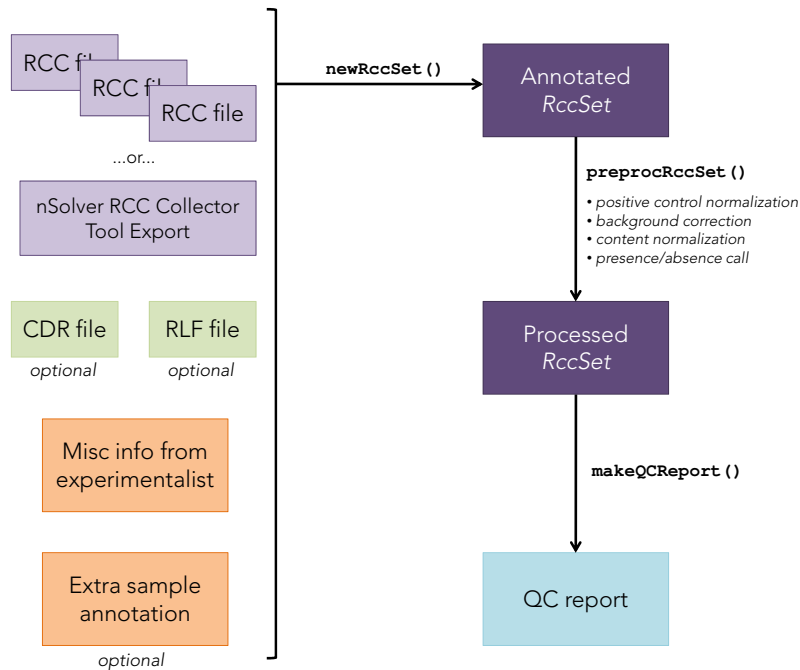 RCC file
RCC file
RCC file
...or...
nSolver RCC Collector
Tool Export
CDR file
RLF file
optional
optional
Misc info from
experimentalist
Extra sample
annotation
optional
newRccSet()
Annotated
RccSet
preprocRccSet()
• positive control normalization
• background correction
• content normalization
• presence/absence call
Processed
RccSet
makeQCReport()
QC report